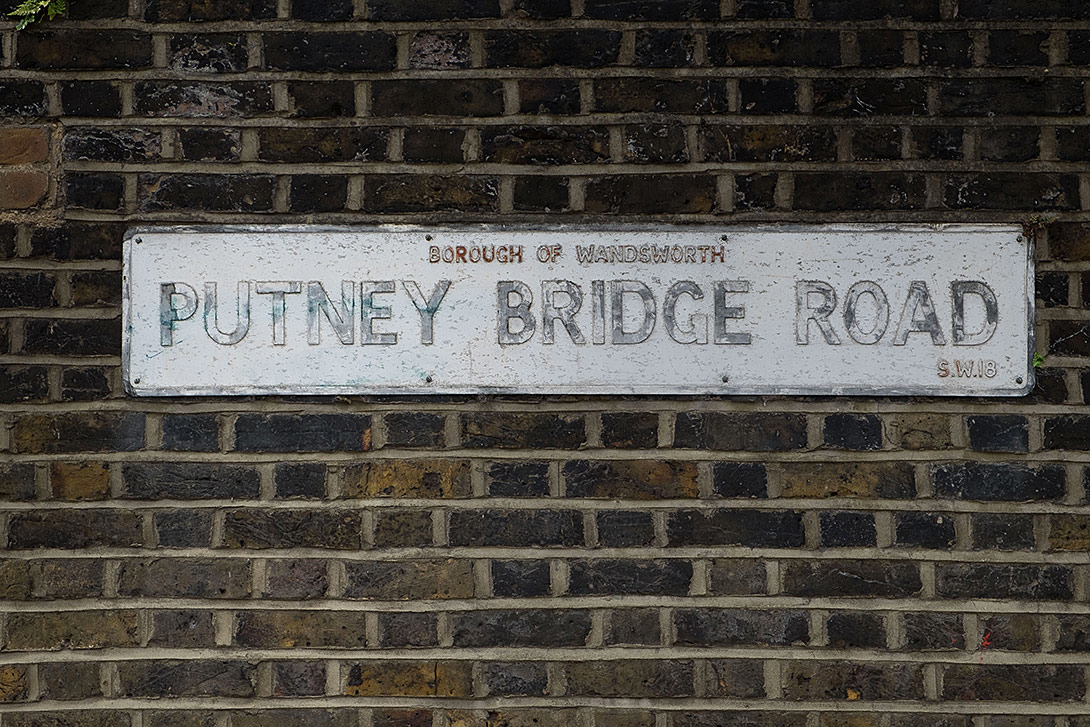 BOROUGH OF WANDSWORTH
PUTNEY BRIDGE ROAD
S.W.18